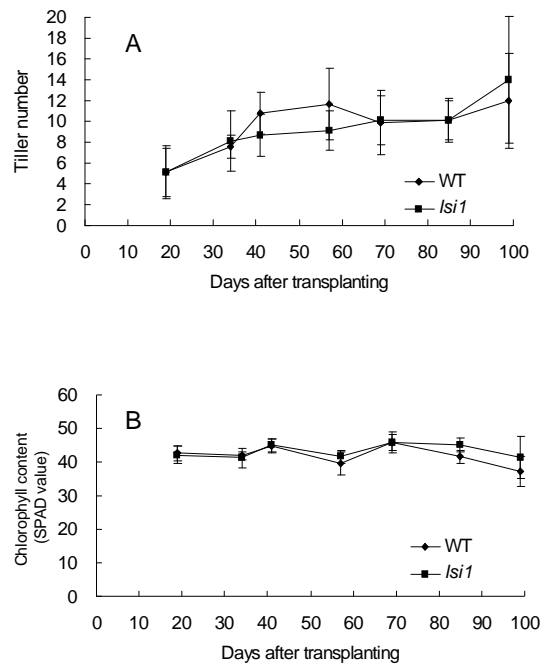 A
Tiller number
20
18
16
14
12
10
8
6
4
2
0
WT
lsi1
0 10 20 30 40 50 60 70 80 90 100
Days after transplanting
B
Chlorophyll content
(SPAD value)
60
50
40
30
20
10
0
WT
lsi1
0 10 20 30 40 50 60 70 80 90 100
Days after transplanting